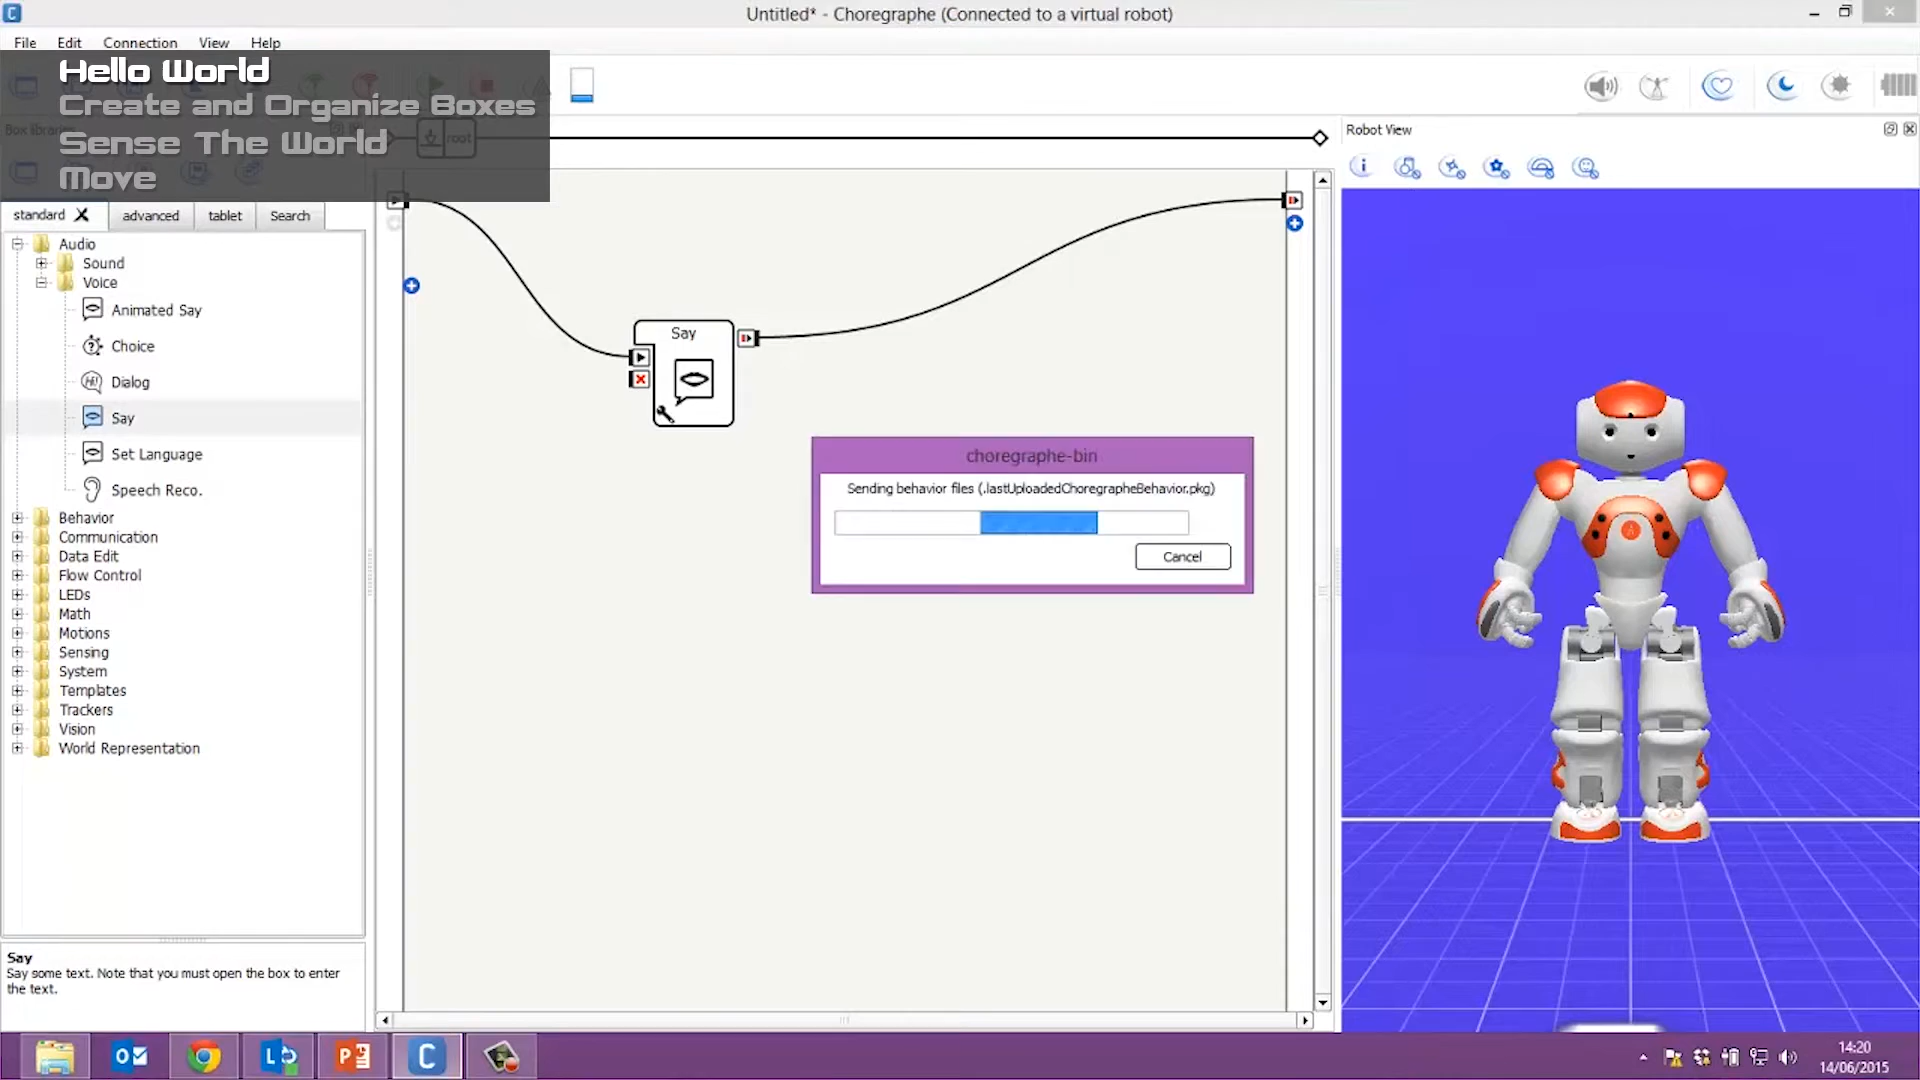 Untitled* - Choregraphe (Connected to a virtual robot)
File Edit Connection View Help
Hello World
Create and Organize Boxes
Sense The World
Move
Box libraries
root
Robot View
standard advanced tablet Search
Audio
Sound
Voice
Animated Say
Choice
Dialog
Say
Set Language
Speech Reco.
Behavior
Communication
Data Edit
Flow Control
LEDs
Math
Motions
Sensing
System
Templates
Trackers
Vision
World Representation
Say
choregraphe-bin
Sending behavior files (.lastUploadedChoregrapheBehavior.pkg)
Cancel
Say
Say some text. Note that you must open the box to enter
the text.
14:20
14/06/2015